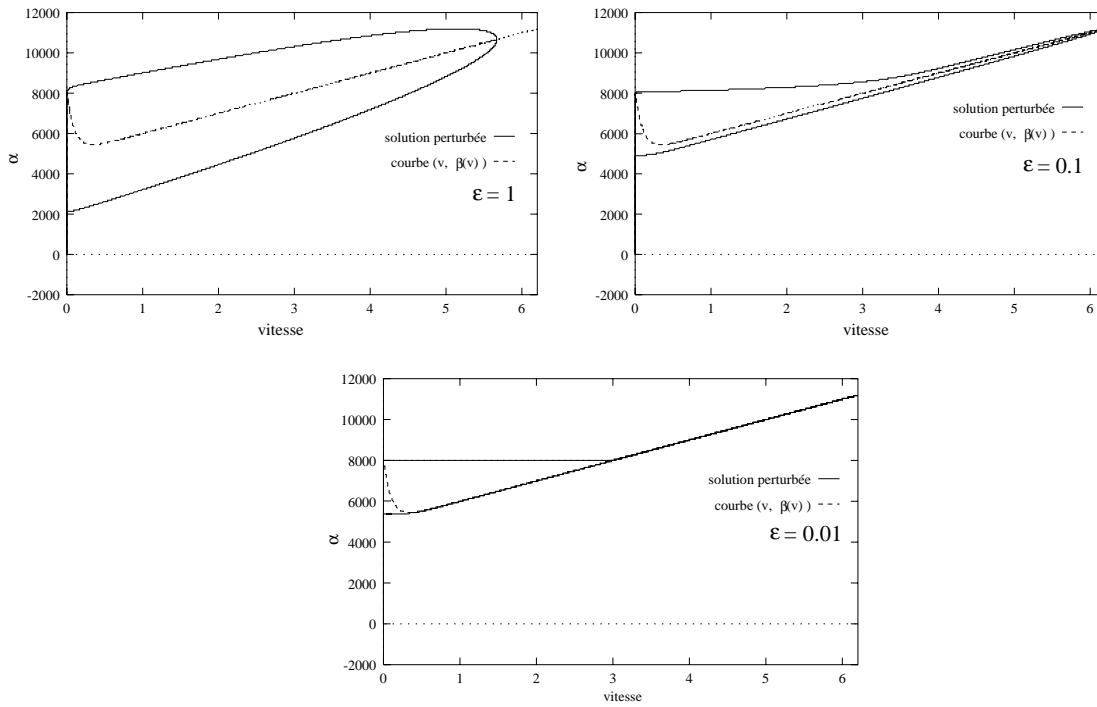 12000
10000
8000
6000
4000
2000
0
-2000
α
solution perturbée
courbe (v, β(v) )
ε = 1
0 1 2 3 4 5 6
vitesse
12000
10000
8000
6000
4000
2000
0
-2000
α
solution perturbée
courbe (v, β(v) )
ε = 0.1
0 1 2 3 4 5 6
vitesse
12000
10000
8000
6000
4000
2000
0
-2000
α
solution perturbée
courbe (v, β(v) )
ε = 0.01
0 1 2 3 4 5 6
vitesse